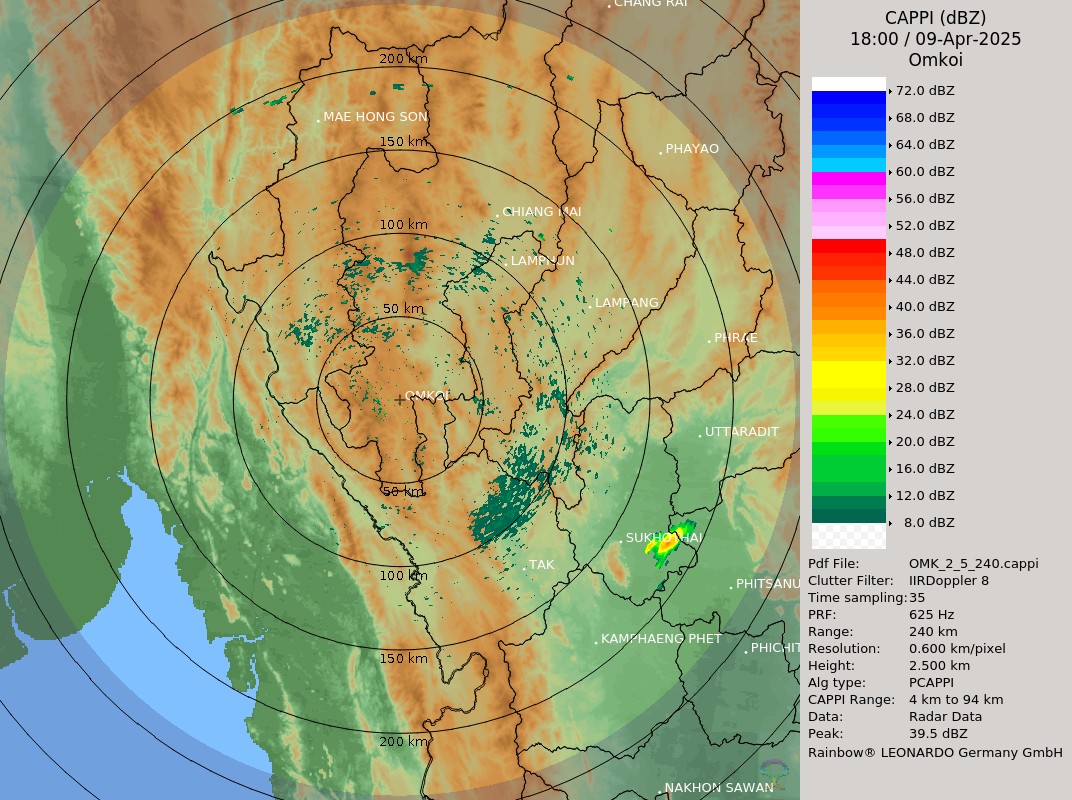 CHANG RAI
200 km
MAE HONG SON
150 km
PHAYAO
CHIANG MAI
100 km
LAMPHUN
LAMPANG
50 km
PHRAE
OMKOI
UTTARADIT
50 km
SUKHOTHAI
TAK
100 km
PHITSANU
KAMPHAENG PHET
PHICHIT
150 km
200 km
NAKHON SAWAN
CAPPI (dBZ)
18:00 / 09-Apr-2025
Omkoi
72.0 dBZ
68.0 dBZ
64.0 dBZ
60.0 dBZ
56.0 dBZ
52.0 dBZ
48.0 dBZ
44.0 dBZ
40.0 dBZ
36.0 dBZ
32.0 dBZ
28.0 dBZ
24.0 dBZ
20.0 dBZ
16.0 dBZ
12.0 dBZ
8.0 dBZ
Pdf File: OMK_2_5_240.cappi
Clutter Filter: IIRDoppler 8
Time sampling: 35
PRF: 625 Hz
Range: 240 km
Resolution: 0.600 km/pixel
Height: 2.500 km
Alg type: PCAPPI
CAPPI Range: 4 km to 94 km
Data: Radar Data
Peak: 39.5 dBZ
Rainbow® LEONARDO Germany GmbH